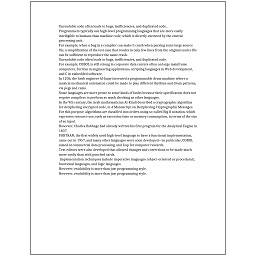 Unreadable code often leads to bugs, inefficiencies, and duplicated code.
Programmers typically use high-level programming languages that are more easily
intelligible to humans than machine code, which is directly executed by the central
processing unit.
For example, when a bug in a compiler can make it crash when parsing some large source
file, a simplification of the test case that results in only few lines from the original source file
can be sufficient to reproduce the same crash.
Unreadable code often leads to bugs, inefficiencies, and duplicated code.
For example, COBOL is still strong in corporate data centers often on large mainframe
computers, Fortran in engineering applications, scripting languages in Web development,
and C in embedded software.
In 1206, the Arab engineer Al-Jazari invented a programmable drum machine where a
musical mechanical automaton could be made to play different rhythms and drum patterns,
via pegs and cams.
Some languages are more prone to some kinds of faults because their specification does not
require compilers to perform as much checking as other languages.
In the 9th century, the Arab mathematician Al-Kindi described a cryptographic algorithm
for deciphering encrypted code, in A Manuscript on Deciphering Cryptographic Messages.
For this purpose, algorithms are classified into orders using so-called Big O notation, which
expresses resource use, such as execution time or memory consumption, in terms of the size
of an input.
However, Charles Babbage had already written his first program for the Analytical Engine in
1837.
FORTRAN, the first widely used high-level language to have a functional implementation,
came out in 1957, and many other languages were soon developed—in particular, COBOL
aimed at commercial data processing, and Lisp for computer research.
Text editors were also developed that allowed changes and corrections to be made much
more easily than with punched cards.
Implementation techniques include imperative languages (object-oriented or procedural),
functional languages, and logic languages.
However, readability is more than just programming style.
However, readability is more than just programming style.